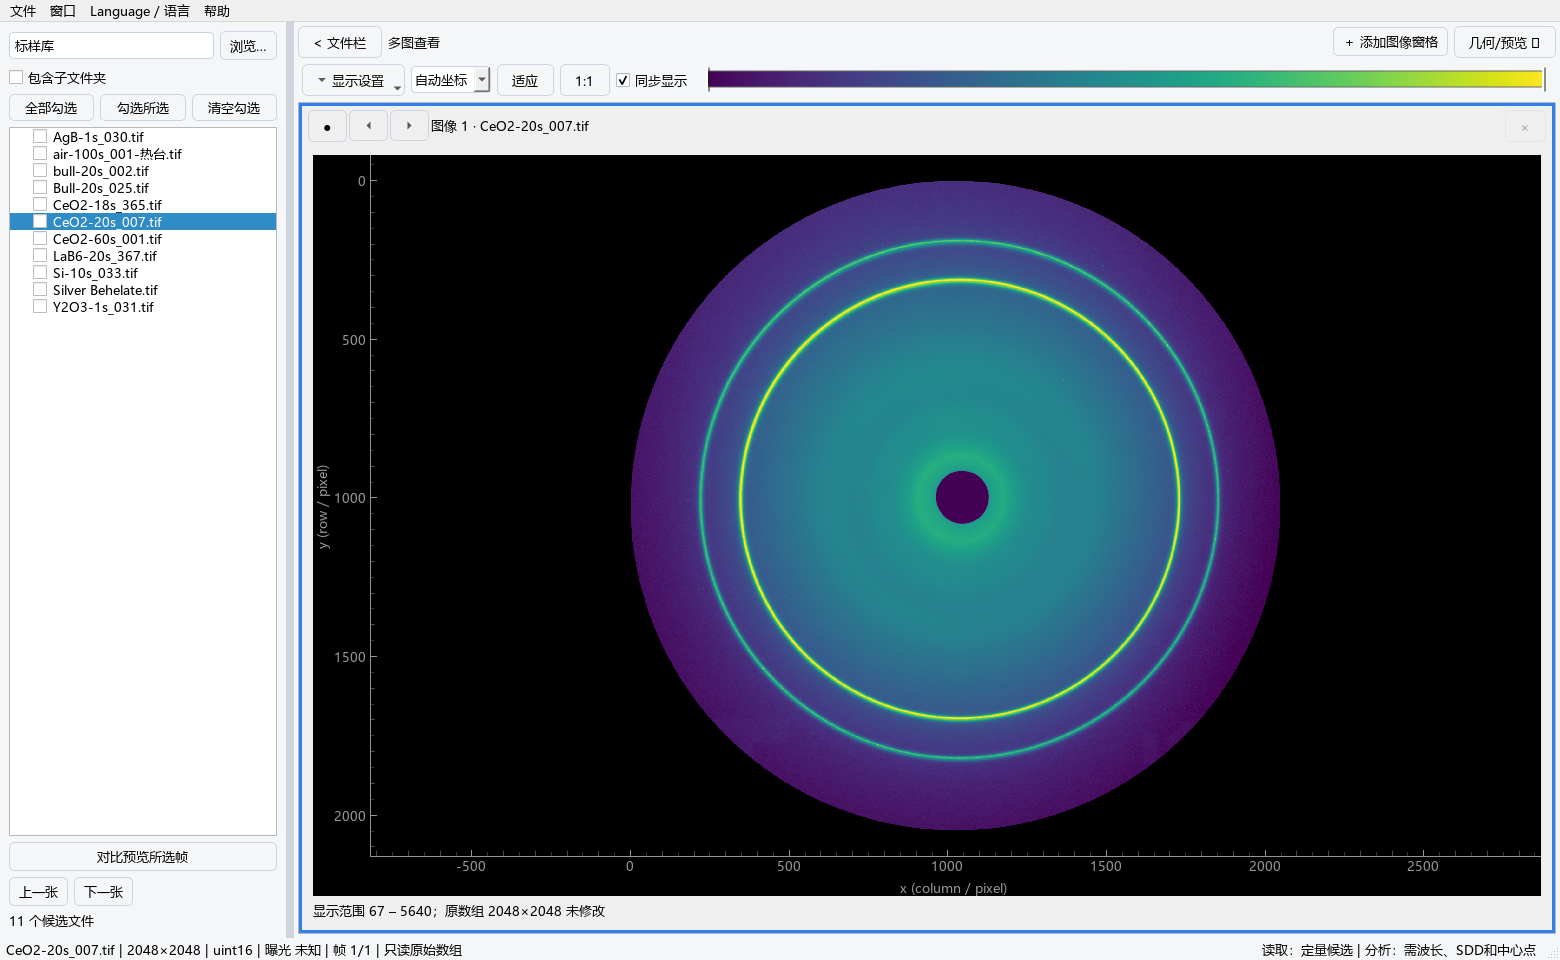 文件 窗口 Language / 语言 帮助
标样库 浏览...
< 文件栏 多图查看 + 添加图像窗格 几何/预览
包含子文件夹
显示设置 自动坐标 适应 1:1 同步显示
全部勾选 勾选所选 清空勾选
图像 1 · CeO2-20s_007.tif ×
AgB-1s_030.tif
air-100s_001-热台.tif
bull-20s_002.tif
Bull-20s_025.tif
CeO2-18s_365.tif
CeO2-20s_007.tif
CeO2-60s_001.tif
LaB6-20s_367.tif
Si-10s_033.tif
Silver Behelate.tif
Y2O3-1s_031.tif
0
500
1000
1500
2000
y (row / pixel)
-500 0 500 1000 1500 2000 2500
x (column / pixel)
对比预览所选帧
上一张 下一张
显示范围 67 – 5640；原数组 2048×2048 未修改
11 个候选文件
CeO2-20s_007.tif | 2048×2048 | uint16 | 曝光 未知 | 帧 1/1 | 只读原始数组
读取：定量候选 | 分析：需波长、SDD和中心点